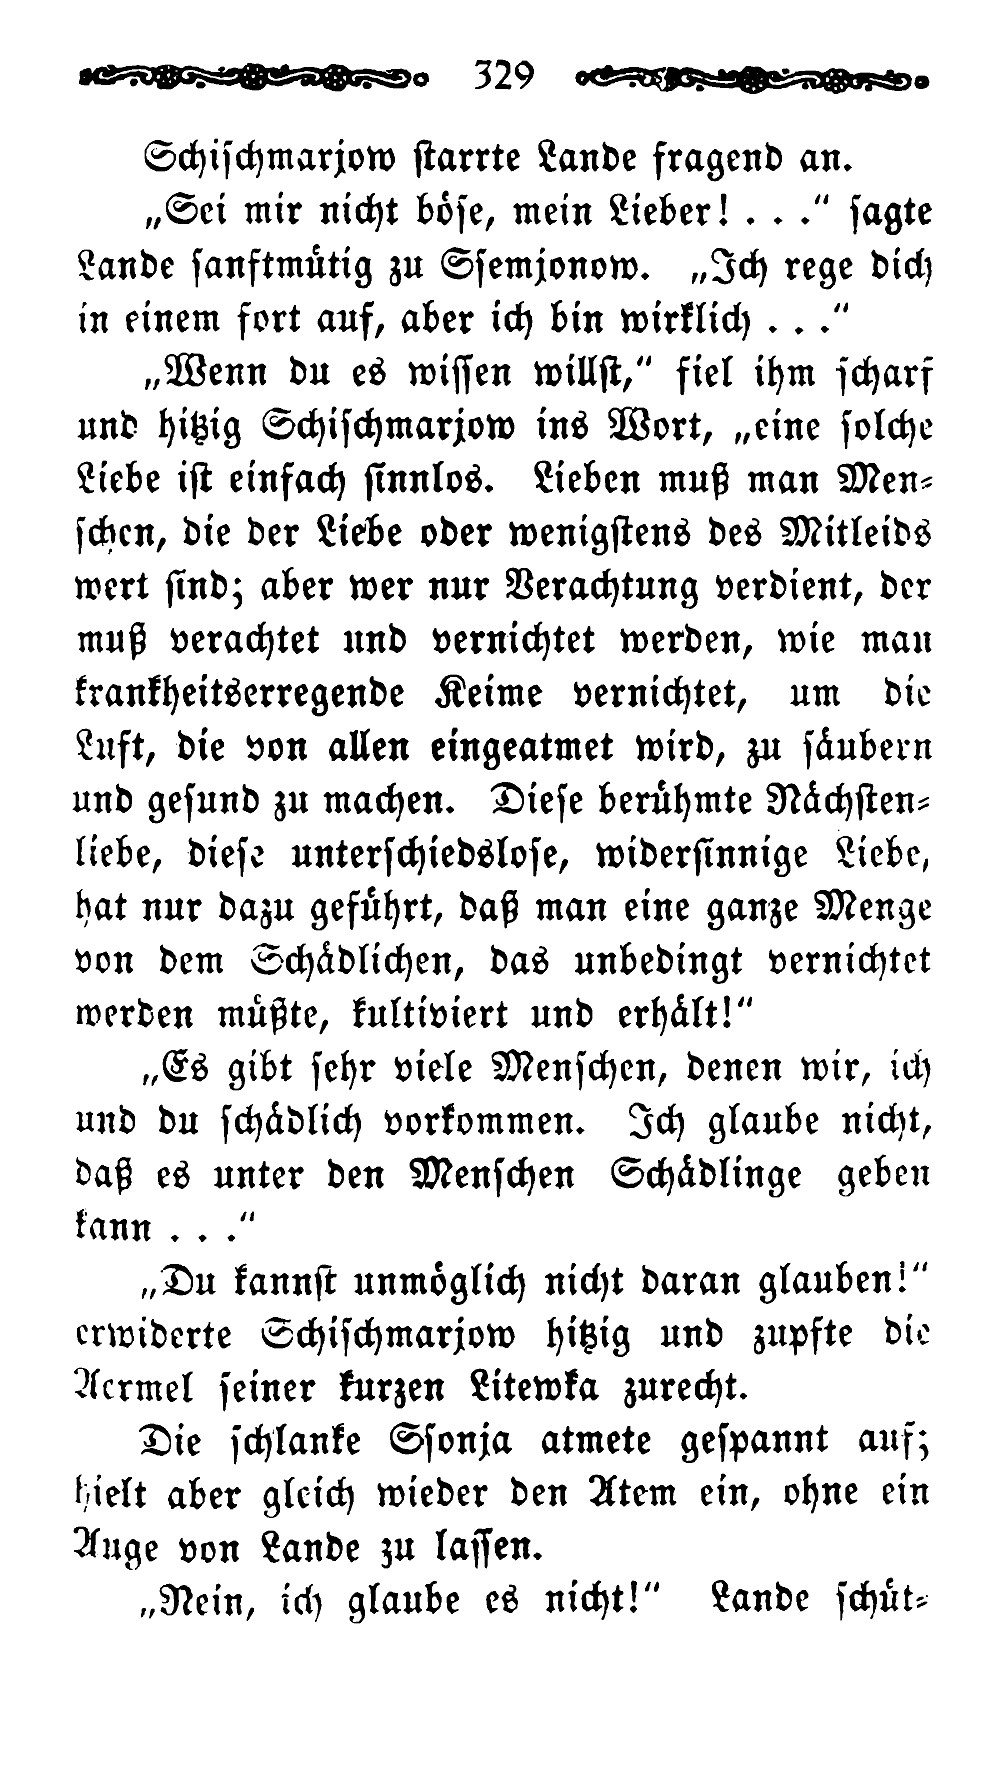 329
Schischmarjow starrte Lande fragend an.
„Sei mir nicht böse, mein Lieber! . . .“ sagte
Lande sanftmütig zu Ssemjonow. „Ich rege dich
in einem fort auf, aber ich bin wirklich . . .“
„Wenn du es wissen willst,“ fiel ihm scharf
und hitzig Schischmarjow ins Wort, „eine solche
Liebe ist einfach sinnlos. Lieben muß man Men-
schen, die der Liebe oder wenigstens des Mitleids
wert sind; aber wer nur Verachtung verdient, der
muß verachtet und vernichtet werden, wie man
krankheitserregende Keime vernichtet, um die
Luft, die von allen eingeatmet wird, zu säubern
und gesund zu machen. Diese berühmte Nächsten-
liebe, diese unterschiedslose, widersinnige Liebe,
hat nur dazu geführt, daß man eine ganze Menge
von dem Schädlichen, das unbedingt vernichtet
werden müßte, kultiviert und erhält!“
„Es gibt sehr viele Menschen, denen wir, ich
und du schädlich vorkommen. Ich glaube nicht,
daß es unter den Menschen Schädlinge geben
kann . . .“
„Du kannst unmöglich nicht daran glauben!“
erwiderte Schischmarjow hitzig und zupfte die
Aermel seiner kurzen Litewka zurecht.
Die schlanke Ssonja atmete gespannt auf;
hielt aber gleich wieder den Atem ein, ohne ein
Auge von Lande zu lassen.
„Nein, ich glaube es nicht!“ Lande schüt-